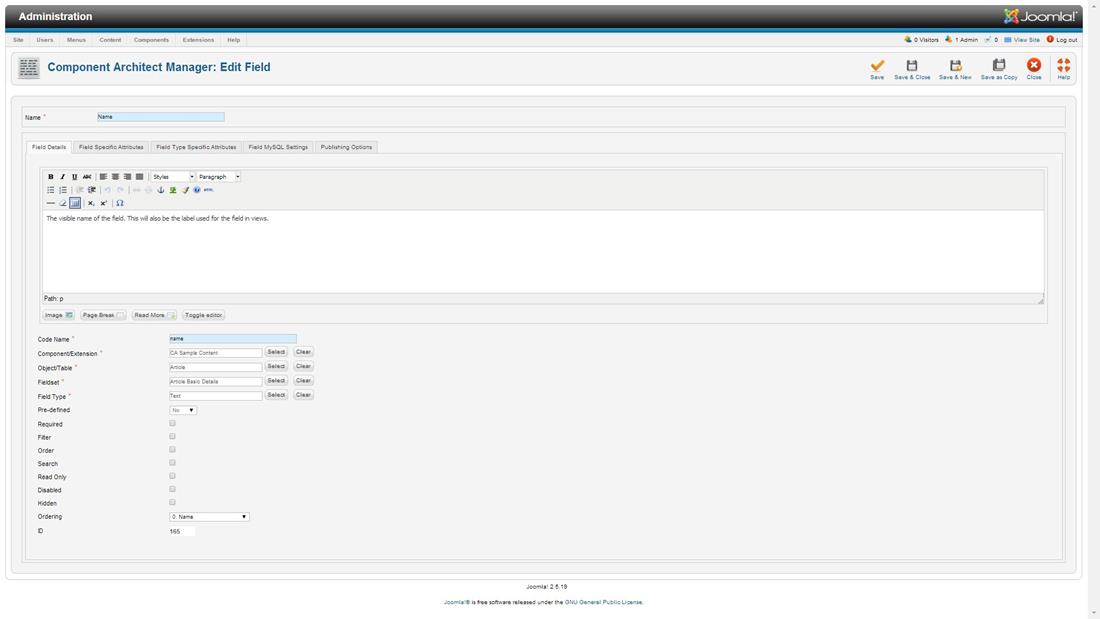 Administration
Joomla!®
Site Users Menus Content Components Extensions Help
0 Visitors 1 Admin 0 View Site Log out
Component Architect Manager: Edit Field
Save Save & Close Save & New Save as Copy Close Help
Name * Name
Field Details Field Specific Attributes Field Type Specific Attributes Field MySQL Settings Publishing Options
B I U ABC Styles Paragraph
HTML
x₂ x² Ω
The visible name of the field. This will also be the label used for the field in views.
Path: p
Image Page Break Read More Toggle editor
Code Name * name
Component/Extension * CA Sample Content Select Clear
Object/Table * Article Select Clear
Fieldset * Article Basic Details Select Clear
Field Type * Text Select Clear
Pre-defined No
Required
Filter
Order
Search
Read Only
Disabled
Hidden
Ordering 0. Name
ID 165
Joomla! 2.5.19
Joomla!® is free software released under the GNU General Public License.